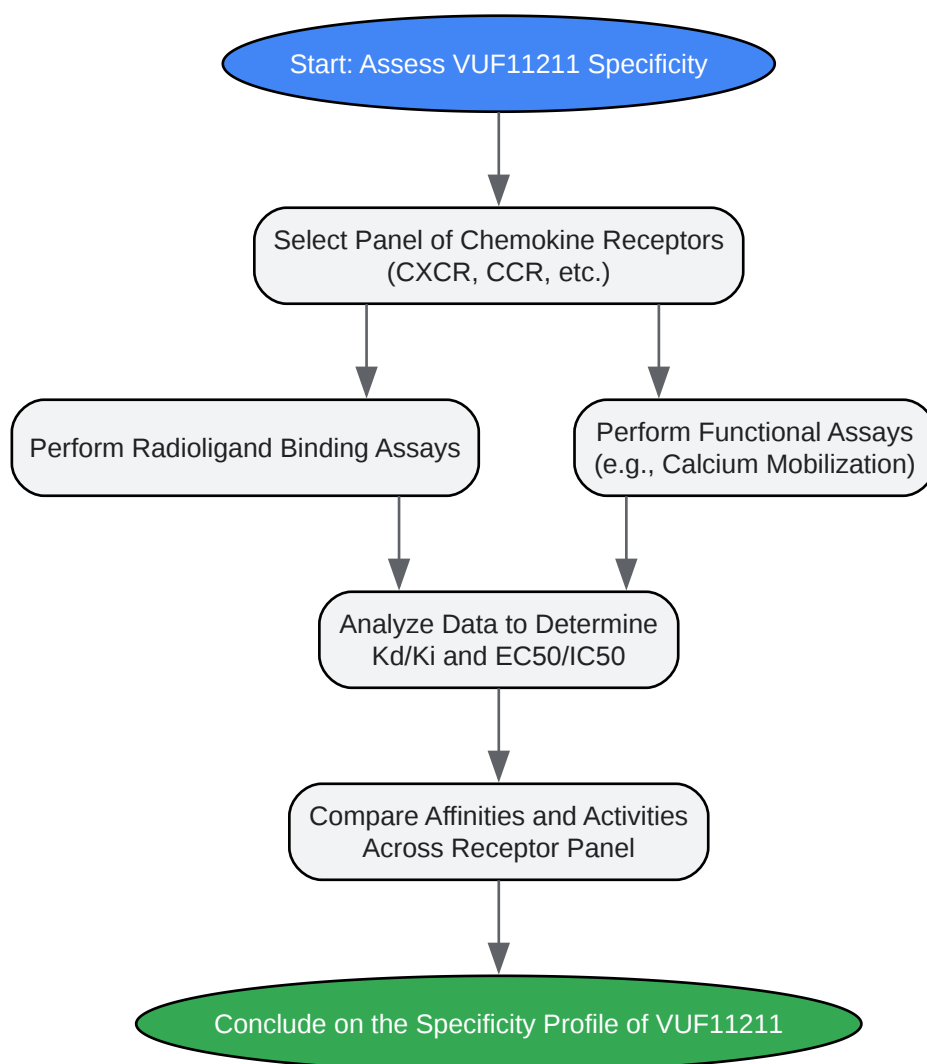 Start: Assess VUF11211 Specificity
Select Panel of Chemokine Receptors
(CXCR, CCR, etc.)
Perform Radioligand Binding Assays
Perform Functional Assays
(e.g., Calcium Mobilization)
Analyze Data to Determine
Kd/Ki and EC50/IC50
Compare Affinities and Activities
Across Receptor Panel
Conclude on the Specificity Profile of VUF11211